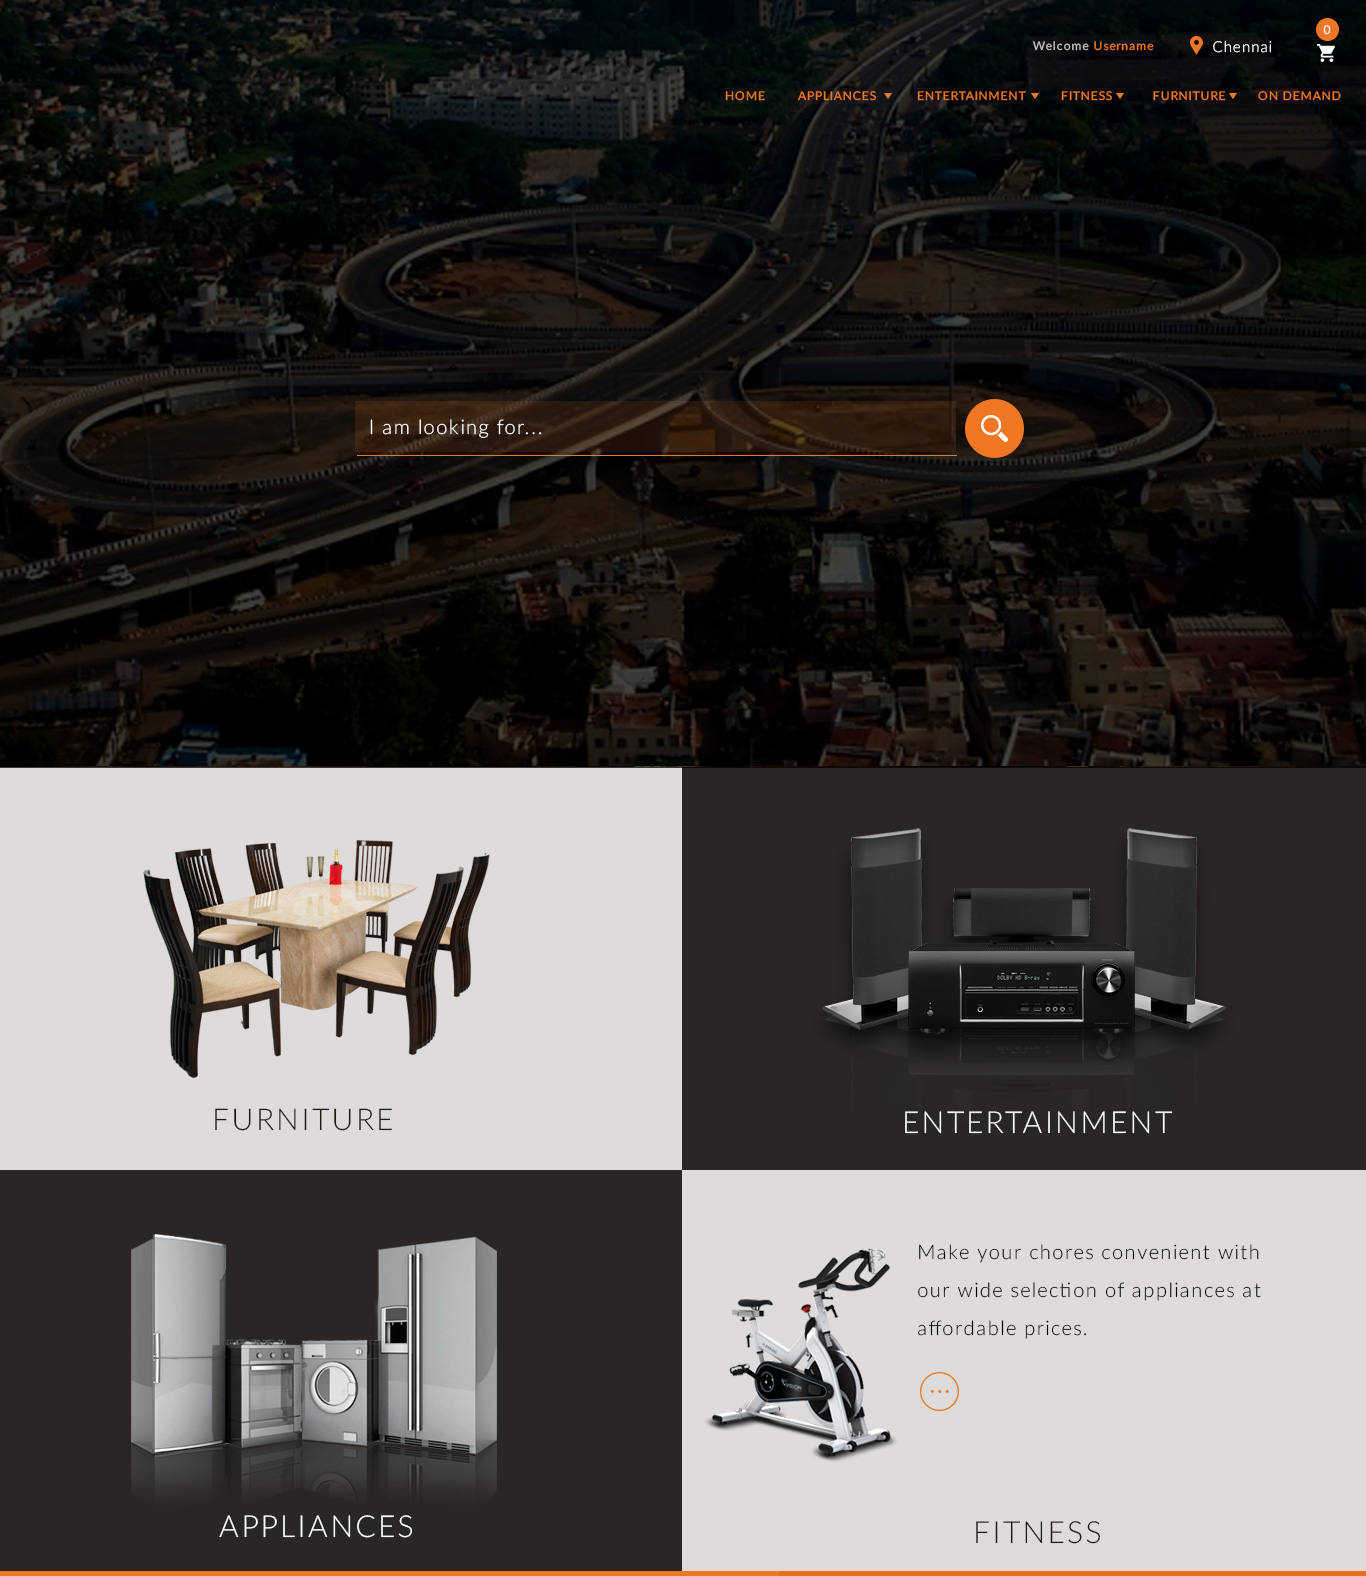 0
Welcome Username
Chennai
HOME APPLIANCES ENTERTAINMENT FITNESS FURNITURE ON DEMAND
I am looking for...
FURNITURE
ENTERTAINMENT
APPLIANCES
Make your chores convenient with
our wide selection of appliances at
affordable prices.
FITNESS